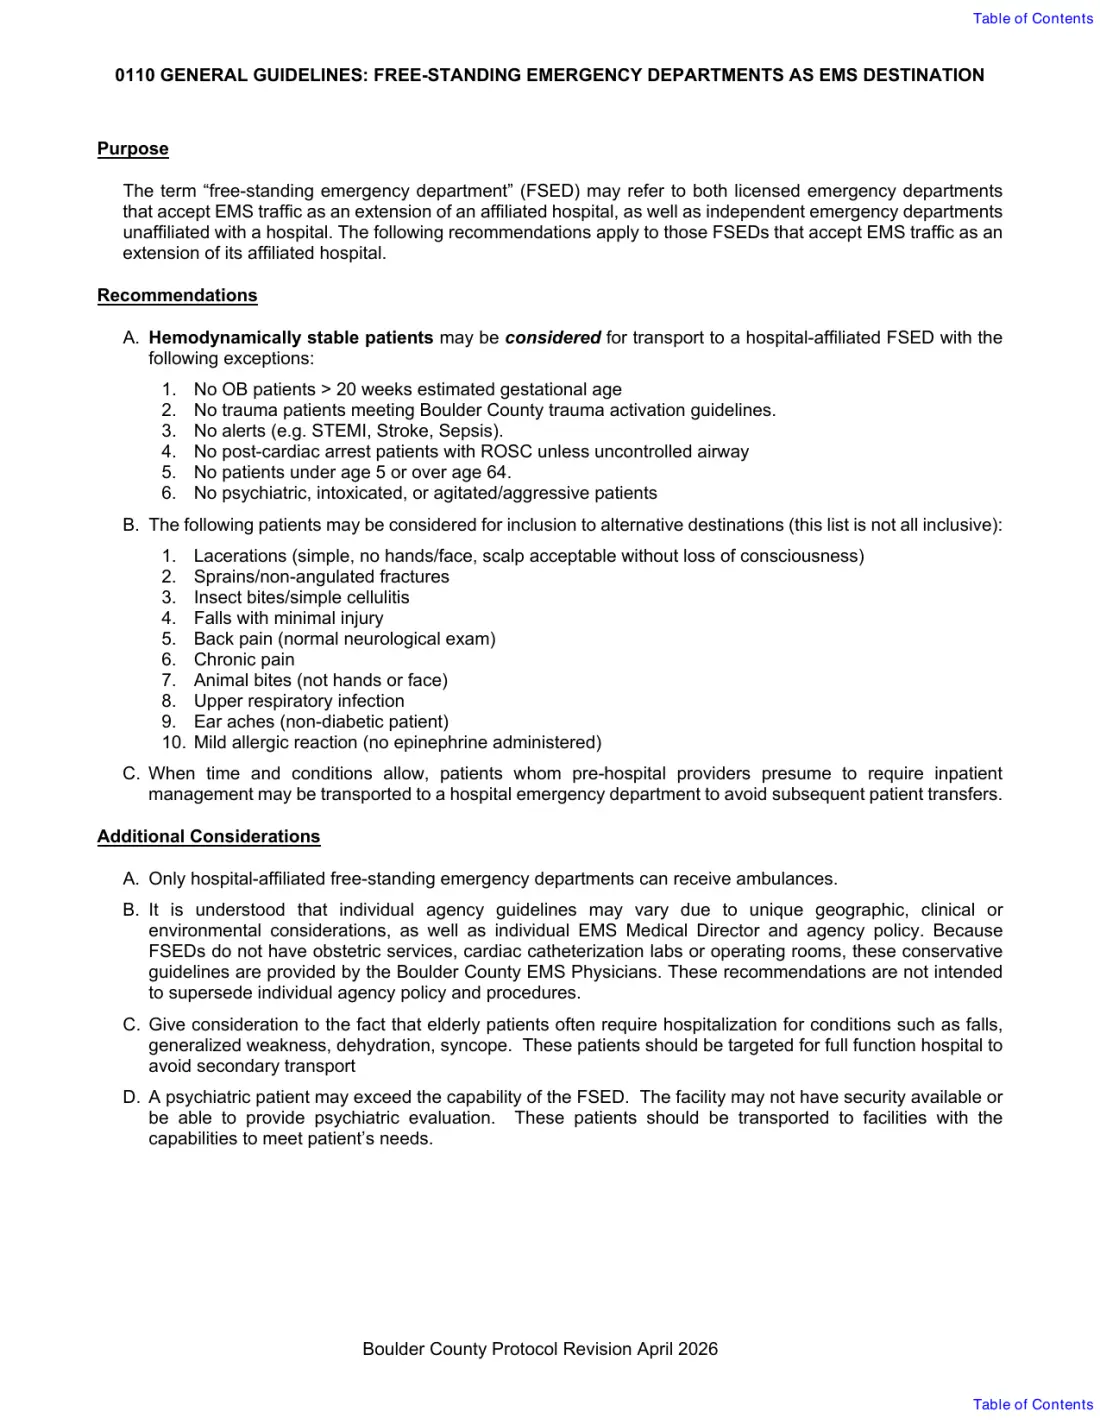 Table of Contents
0110 GENERAL GUIDELINES: FREE-STANDING EMERGENCY DEPARTMENTS AS EMS DESTINATION
Purpose
The term “free-standing emergency department” (FSED) may refer to both licensed emergency departments
that accept EMS traffic as an extension of an affiliated hospital, as well as independent emergency departments
unaffiliated with a hospital. The following recommendations apply to those FSEDs that accept EMS traffic as an
extension of its affiliated hospital.
Recommendations
A. Hemodynamically stable patients may be considered for transport to a hospital-affiliated FSED with the
following exceptions:
1. No OB patients > 20 weeks estimated gestational age
2. No trauma patients meeting Boulder County trauma activation guidelines.
3. No alerts (e.g. STEMI, Stroke, Sepsis).
4. No post-cardiac arrest patients with ROSC unless uncontrolled airway
5. No patients under age 5 or over age 64.
6. No psychiatric, intoxicated, or agitated/aggressive patients
B. The following patients may be considered for inclusion to alternative destinations (this list is not all inclusive):
1. Lacerations (simple, no hands/face, scalp acceptable without loss of consciousness)
2. Sprains/non-angulated fractures
3. Insect bites/simple cellulitis
4. Falls with minimal injury
5. Back pain (normal neurological exam)
6. Chronic pain
7. Animal bites (not hands or face)
8. Upper respiratory infection
9. Ear aches (non-diabetic patient)
10. Mild allergic reaction (no epinephrine administered)
C. When time and conditions allow, patients whom pre-hospital providers presume to require inpatient
management may be transported to a hospital emergency department to avoid subsequent patient transfers.
Additional Considerations
A. Only hospital-affiliated free-standing emergency departments can receive ambulances.
B. It is understood that individual agency guidelines may vary due to unique geographic, clinical or
environmental considerations, as well as individual EMS Medical Director and agency policy. Because
FSEDs do not have obstetric services, cardiac catheterization labs or operating rooms, these conservative
guidelines are provided by the Boulder County EMS Physicians. These recommendations are not intended
to supersede individual agency policy and procedures.
C. Give consideration to the fact that elderly patients often require hospitalization for conditions such as falls,
generalized weakness, dehydration, syncope. These patients should be targeted for full function hospital to
avoid secondary transport
D. A psychiatric patient may exceed the capability of the FSED. The facility may not have security available or
be able to provide psychiatric evaluation. These patients should be transported to facilities with the
capabilities to meet patient’s needs.
Boulder County Protocol Revision April 2026
Table of Contents